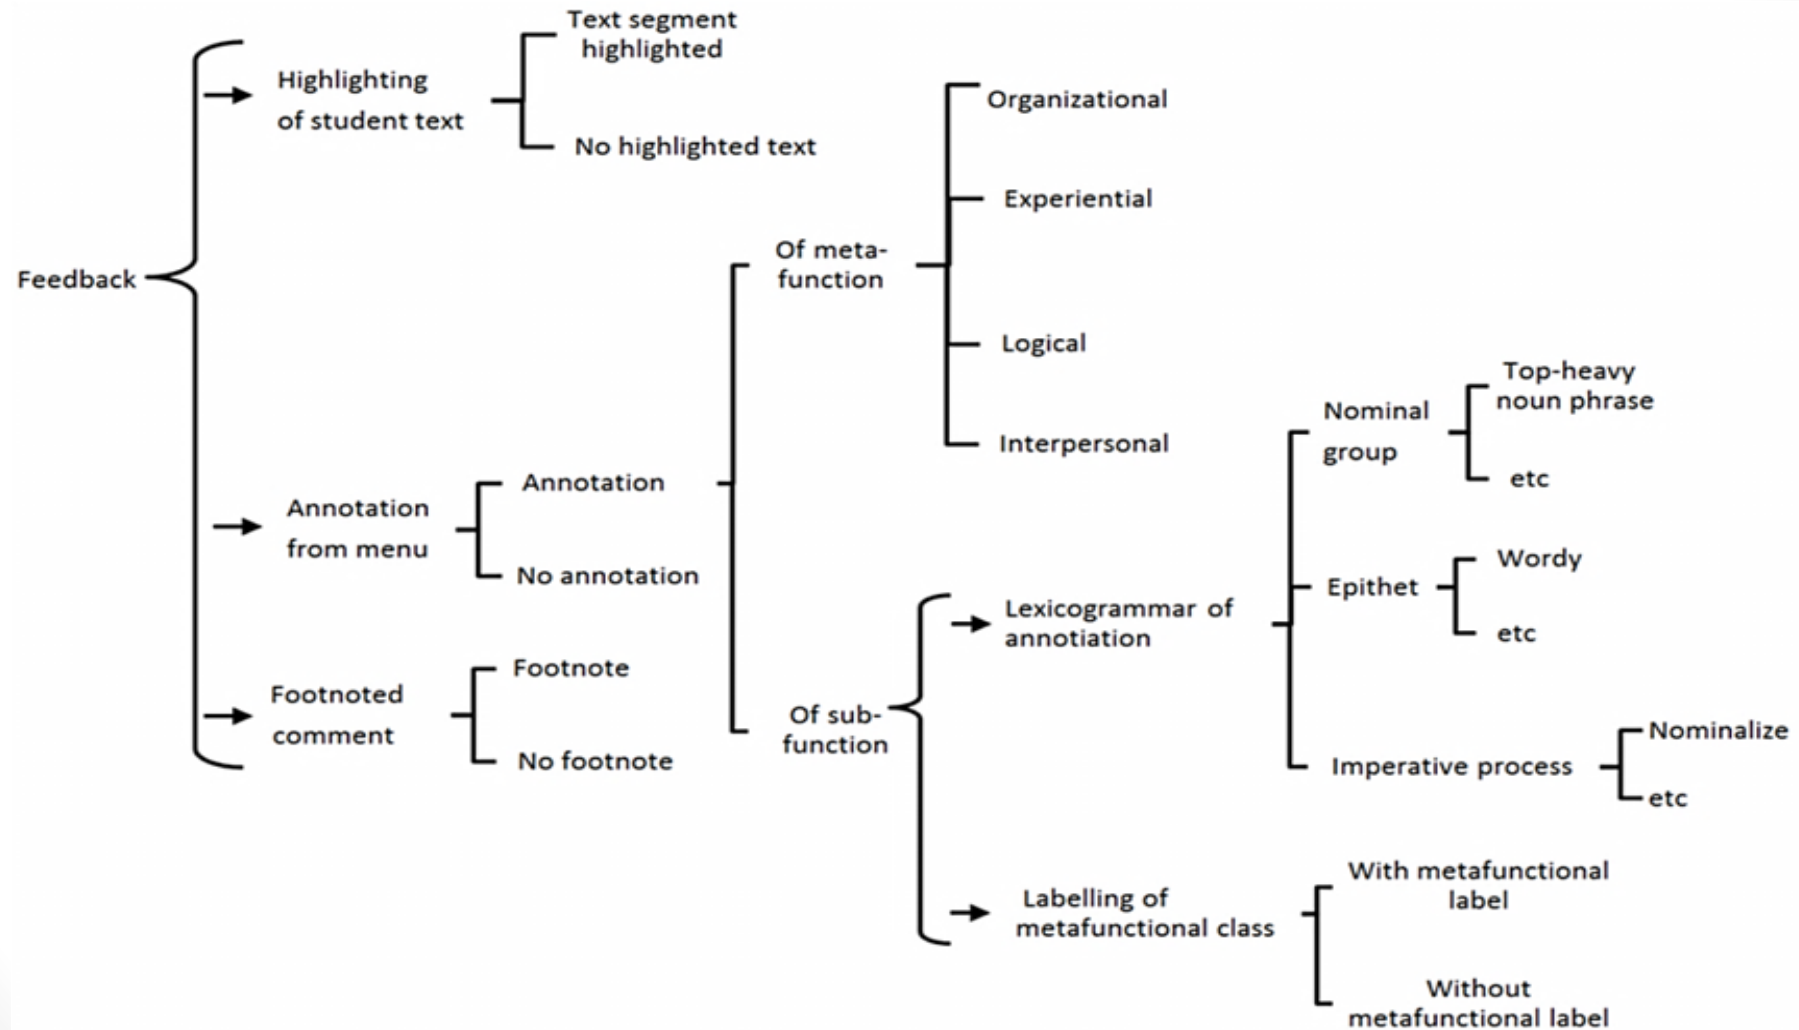 Feedback
Highlighting
of student text
Text segment
highlighted
No highlighted text
Annotation
from menu
Annotation
No annotation
Footnoted
comment
Footnote
No footnote
Of meta-
function
Organizational
Experiential
Logical
Interpersonal
Of sub-
function
Lexicogrammar of
annotiation
Nominal
group
Top-heavy
noun phrase
etc
Epithet
Wordy
etc
Imperative process
Nominalize
etc
Labelling of
metafunctional class
With metafunctional
label
Without
metafunctional label